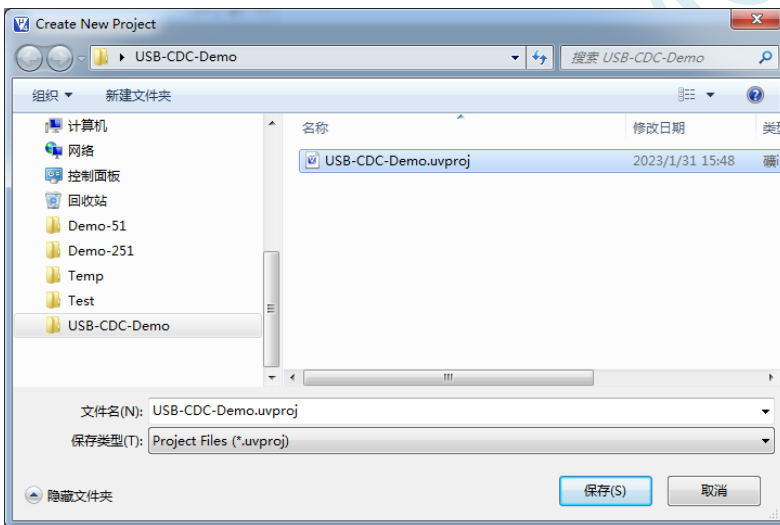 Create New Project
USB-CDC-Demo
搜索 USB-CDC-Demo
组织
新建文件夹
计算机
网络
控制面板
回收站
Demo-51
Demo-251
Temp
Test
USB-CDC-Demo
名称 修改日期
USB-CDC-Demo.uvproj 2023/1/31 15:48
文件名(N): USB-CDC-Demo.uvproj
保存类型(T): Project Files (*.uvproj)
隐藏文件夹
保存(S)
取消